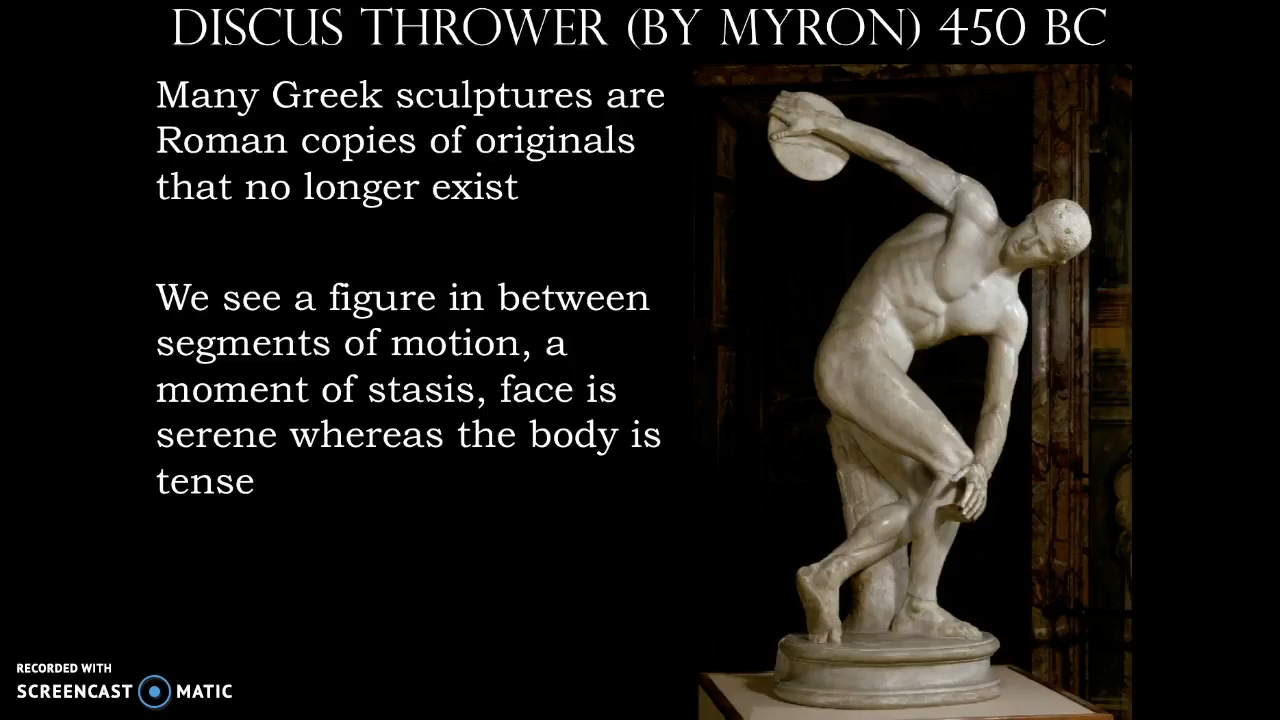 DISCUS THROWER (BY MYRON) 450 BC
Many Greek sculptures are
Roman copies of originals
that no longer exist
We see a figure in between
segments of motion, a
moment of stasis, face is
serene whereas the body is
tense
RECORDED WITH
SCREENCAST MATIC